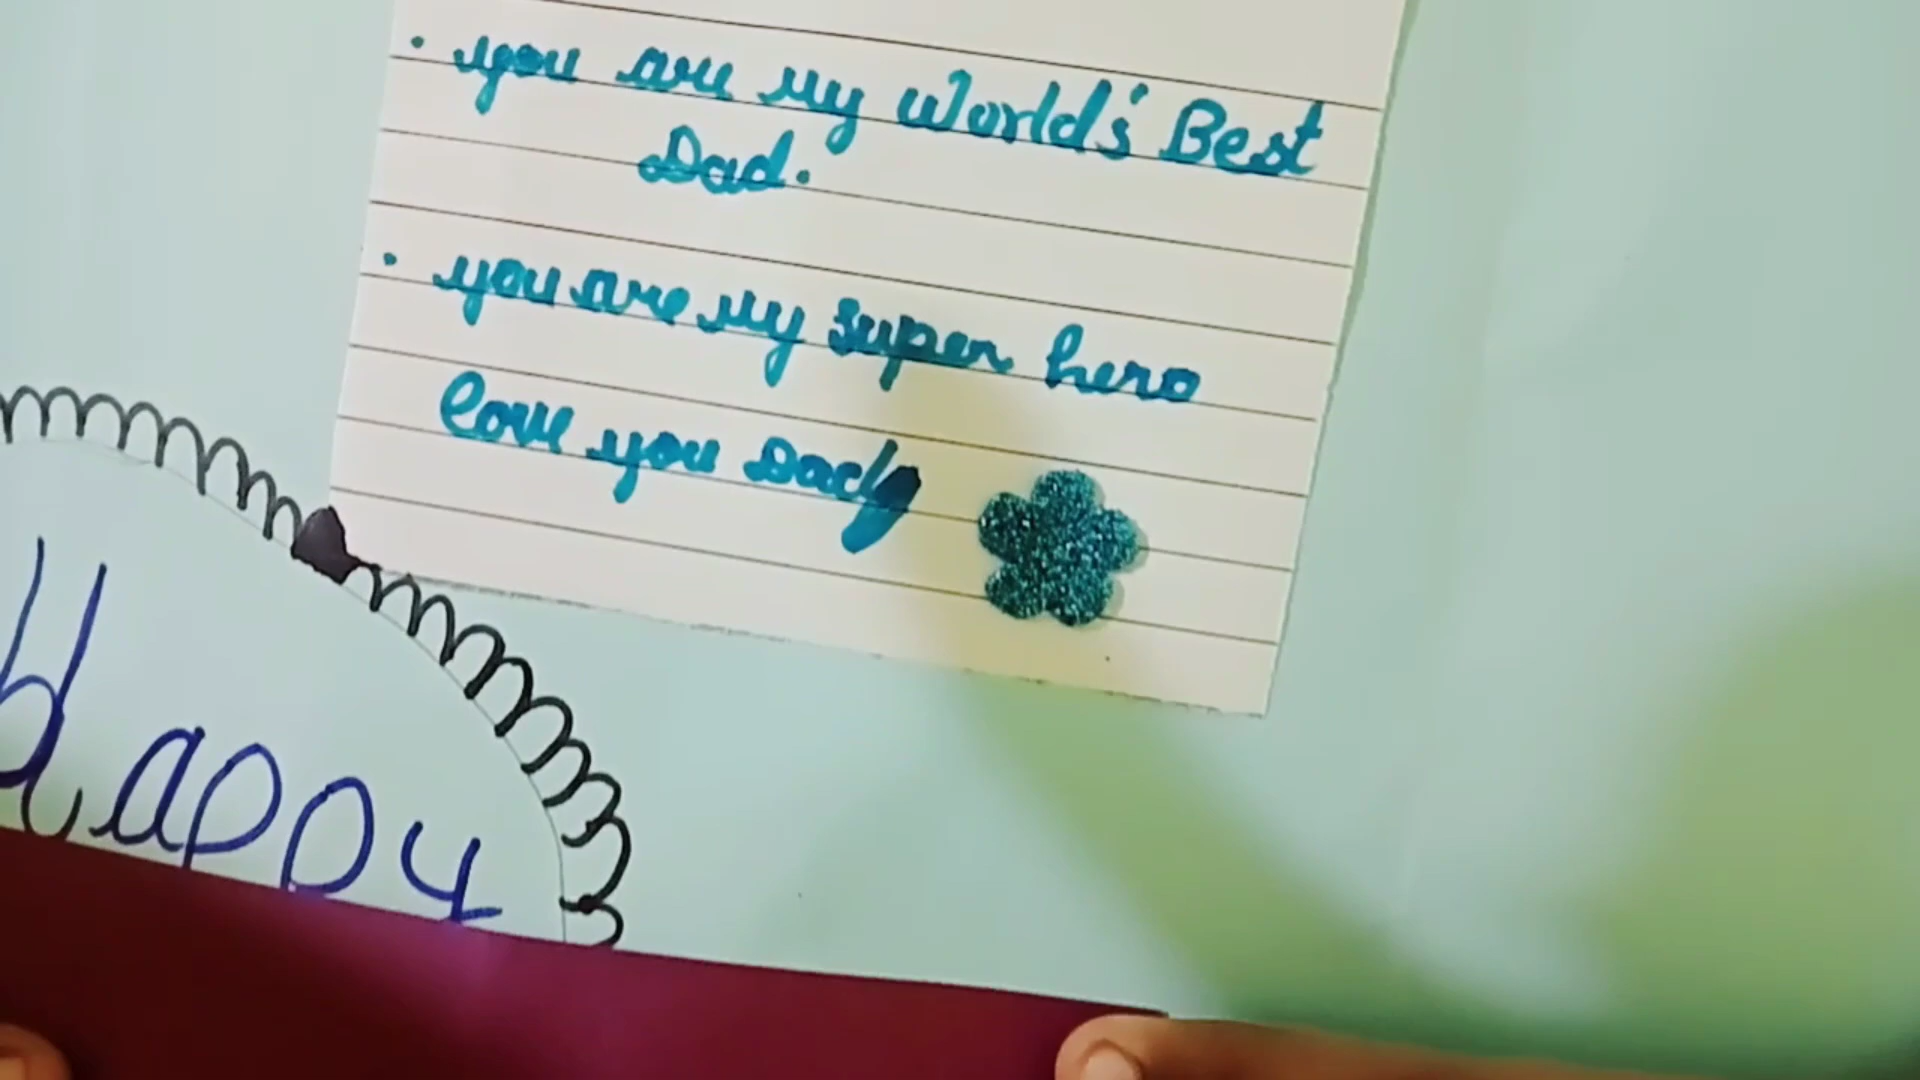 • you are my World's Best
Dad.
• you are my super hero
love you Dady
Happy